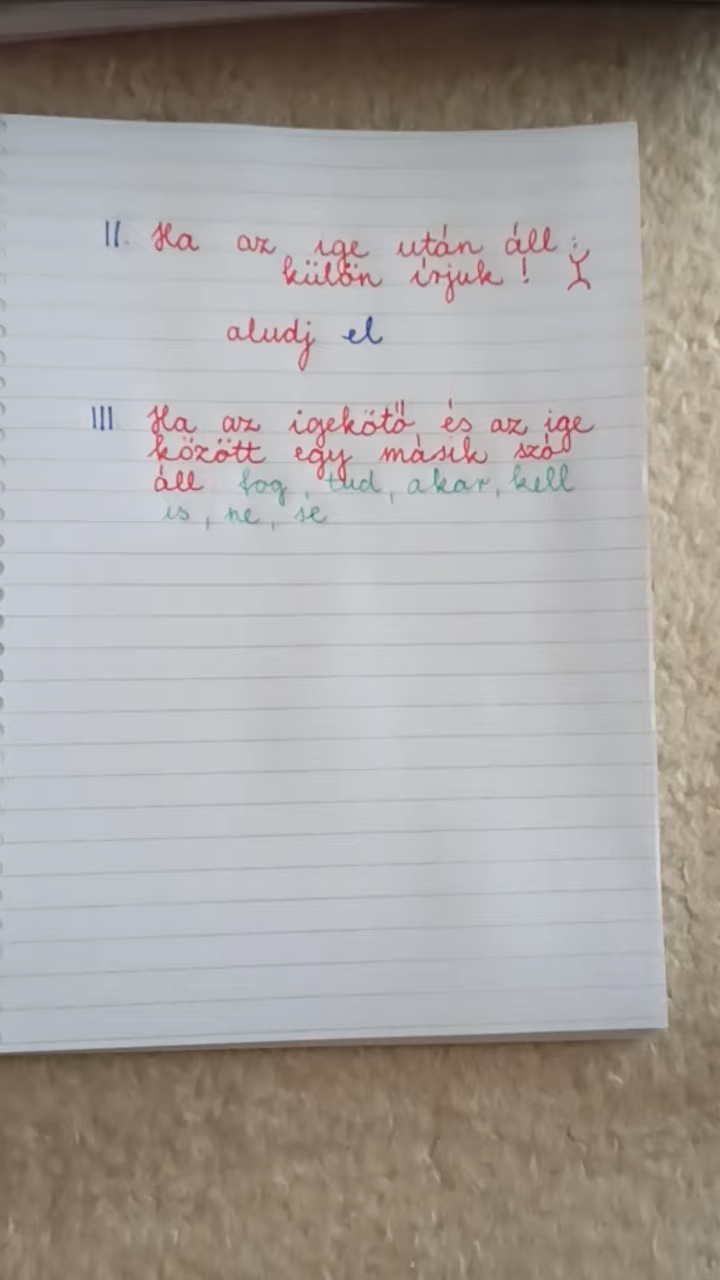 II. Ha az ige után áll:
külön írjuk!
aludj el
III Ha az igekötő és az ige
között egy másik szó
áll fog, tud, akar, kell
is, ne, se